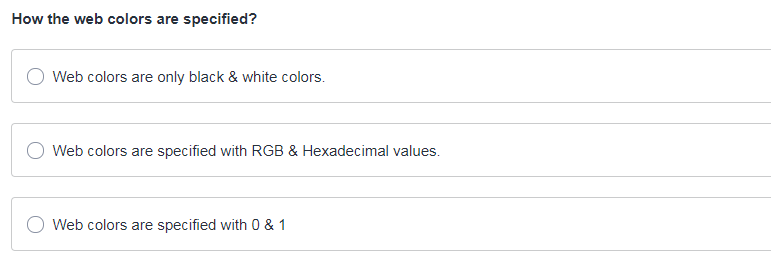 How the web colors are specified?
Web colors are only black & white colors.
Web colors are specified with RGB & Hexadecimal values.
Web colors are specified with 0 & 1